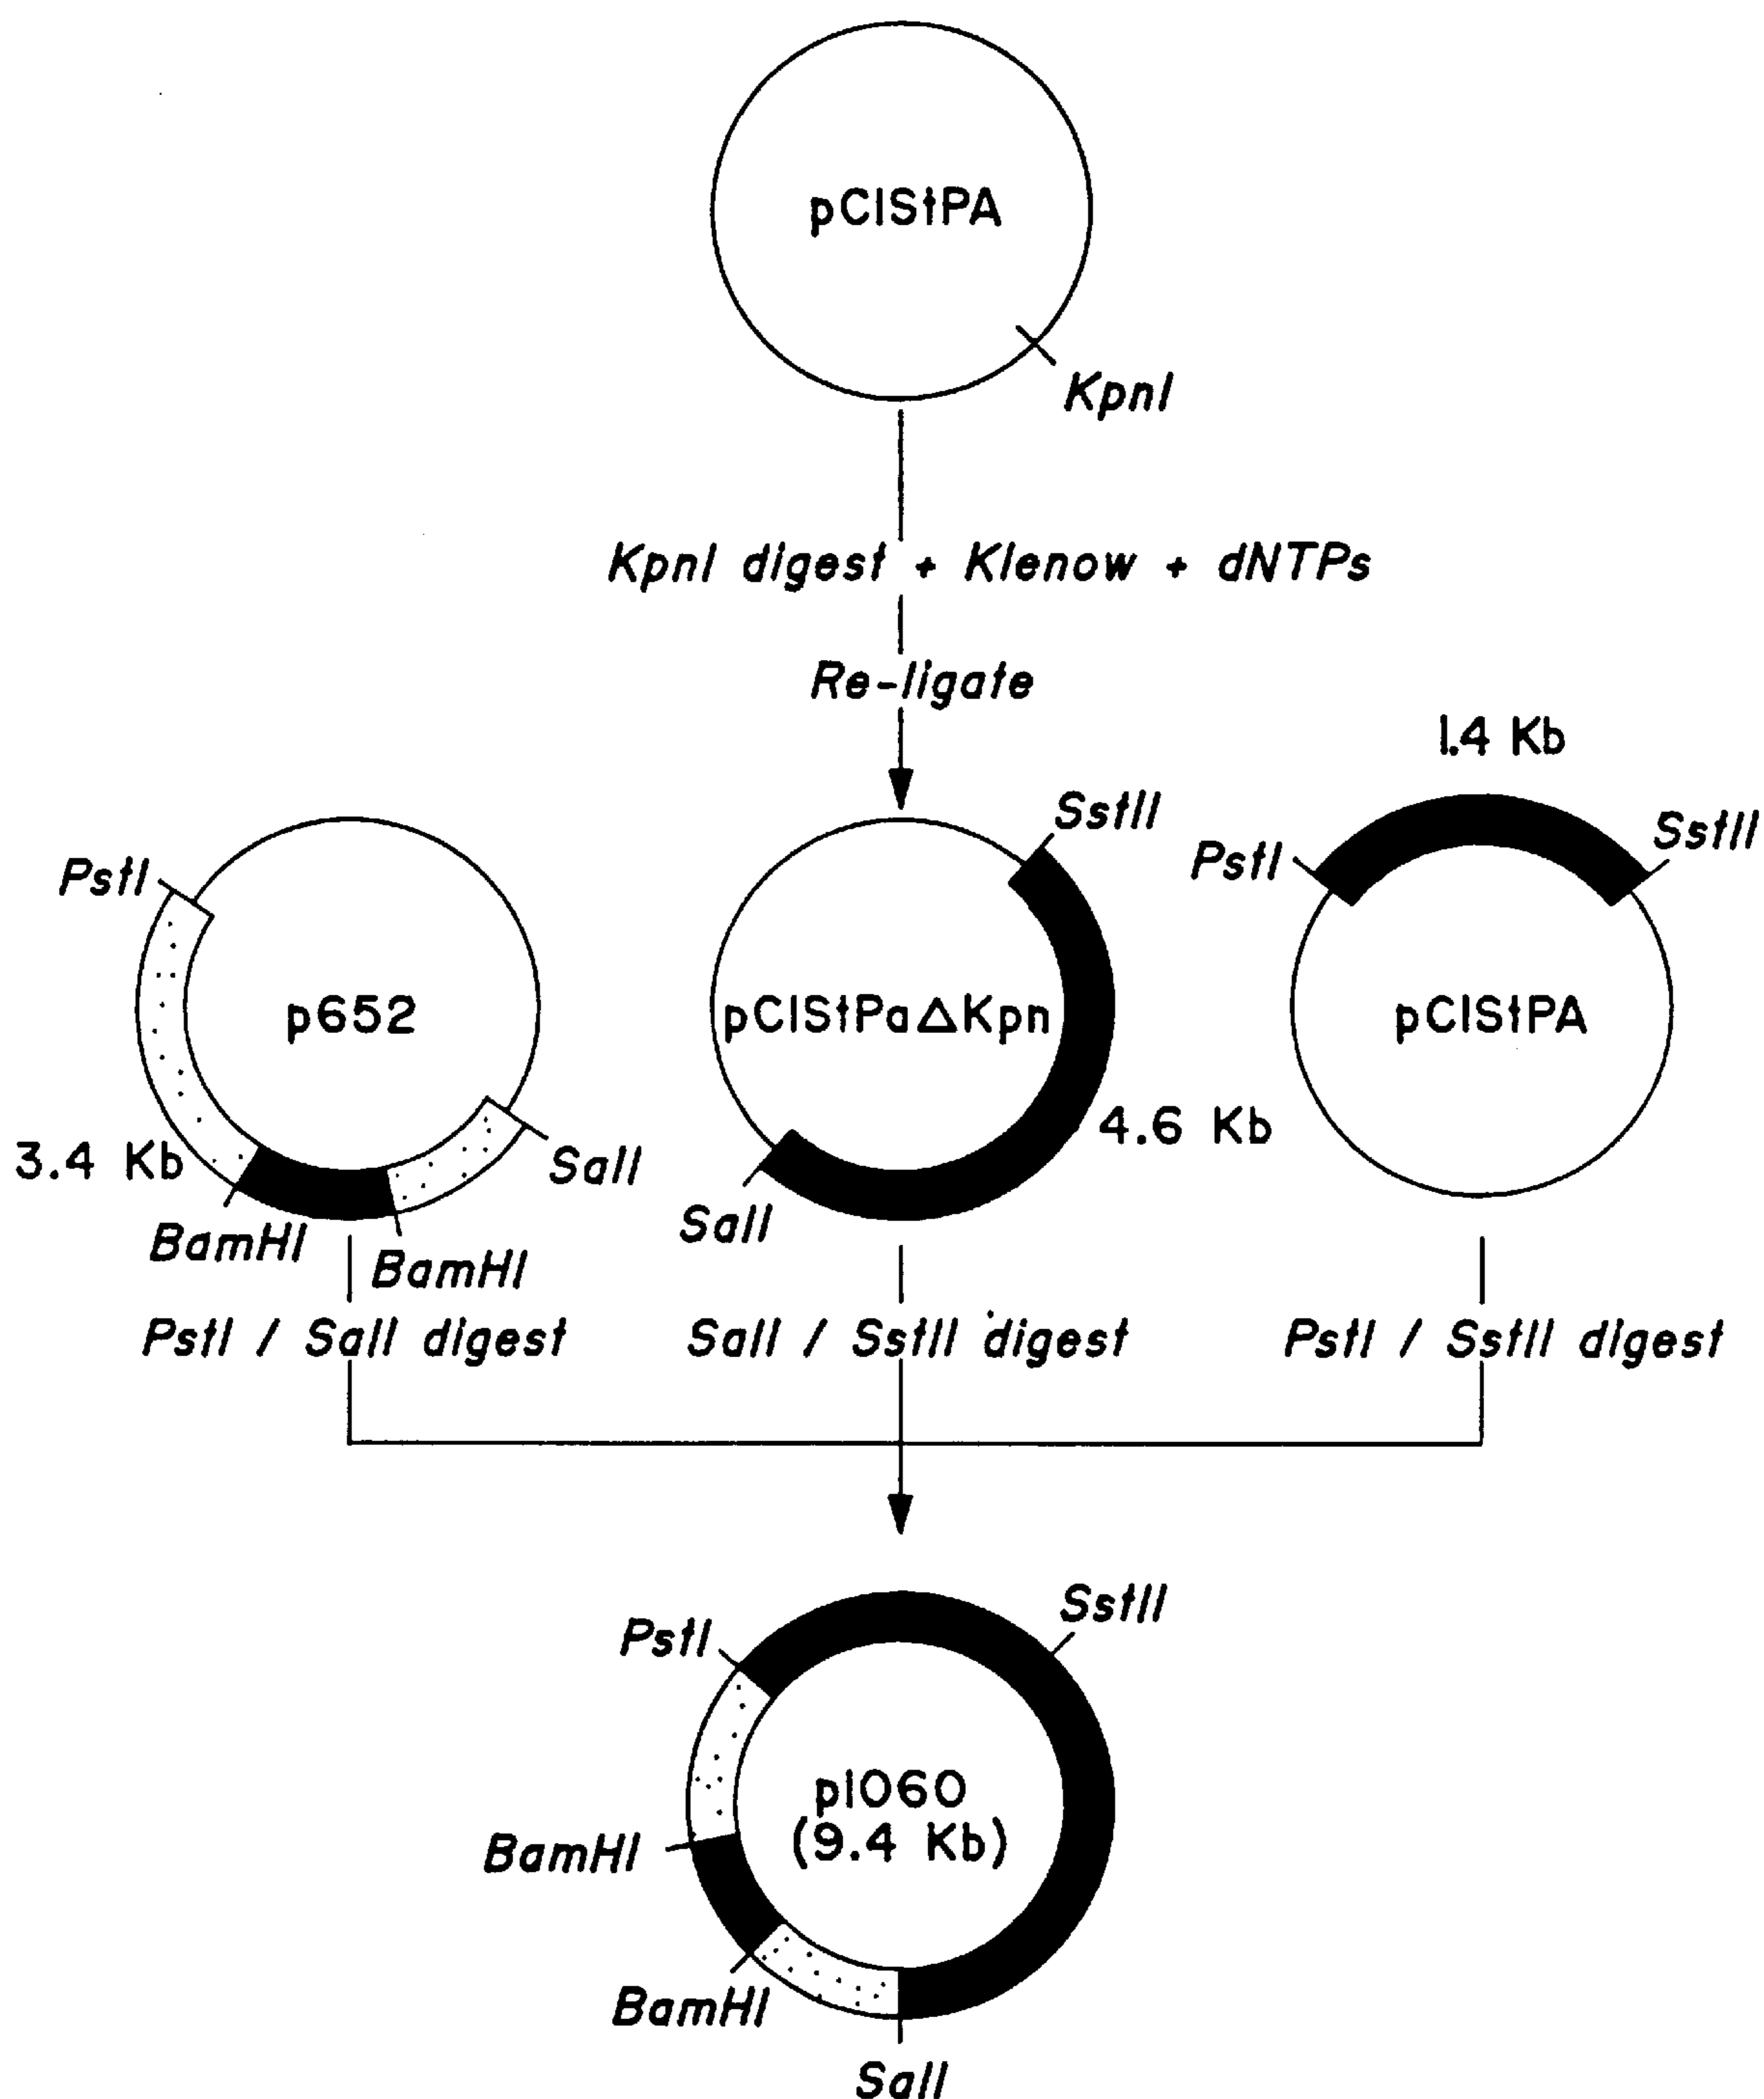 pCIStPA
KpnI
KpnI digest + Klenow + dNTPs
Re-ligate
1.4 Kb
SstII
PstI
SstII
PstI
p652
pCIStPa△Kpn
pCIStPA
4.6 Kb
3.4 Kb
SalI
SalI
BamHI
BamHI
PstI / SalI digest
SalI / SstII digest
PstI / SstII digest
SstII
PstI
p1060
(9.4 Kb)
BamHI
BamHI
SalI